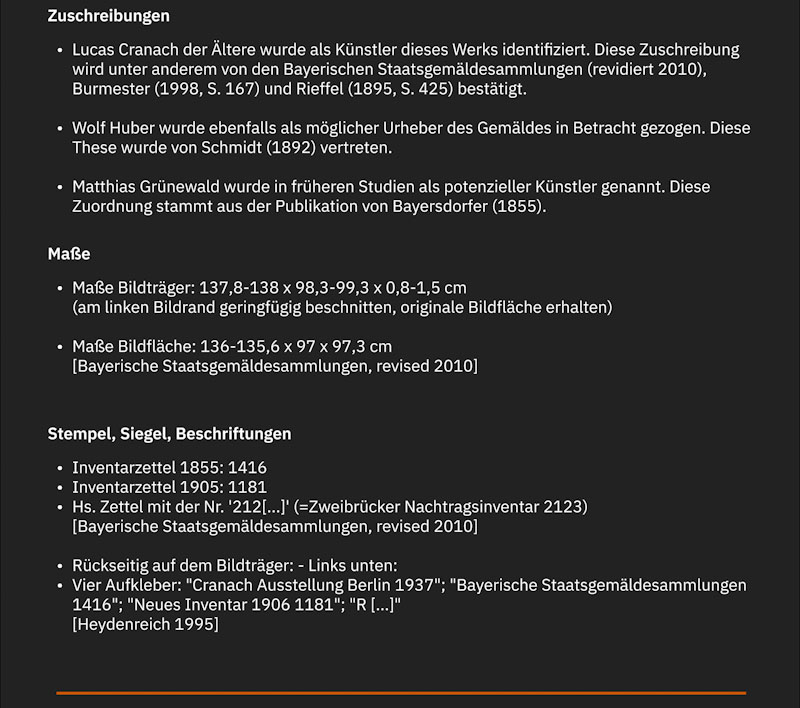 Zuschreibungen
• Lucas Cranach der Ältere wurde als Künstler dieses Werks identifiziert. Diese Zuschreibung
wird unter anderem von den Bayerischen Staatsgemäldesammlungen (revidiert 2010),
Burmester (1998, S. 167) und Rieffel (1895, S. 425) bestätigt.
• Wolf Huber wurde ebenfalls als möglicher Urheber des Gemäldes in Betracht gezogen. Diese
These wurde von Schmidt (1892) vertreten.
• Matthias Grünewald wurde in früheren Studien als potenzieller Künstler genannt. Diese
Zuordnung stammt aus der Publikation von Bayersdorfer (1855).
Maße
• Maße Bildträger: 137,8-138 x 98,3-99,3 x 0,8-1,5 cm
(am linken Bildrand geringfügig beschnitten, originale Bildfläche erhalten)
• Maße Bildfläche: 136-135,6 x 97 x 97,3 cm
[Bayerische Staatsgemäldesammlungen, revised 2010]
Stempel, Siegel, Beschriftungen
• Inventarzettel 1855: 1416
• Inventarzettel 1905: 1181
• Hs. Zettel mit der Nr. '212[...]' (=Zweibrücker Nachtragsinventar 2123)
[Bayerische Staatsgemäldesammlungen, revised 2010]
• Rückseitig auf dem Bildträger: - Links unten:
• Vier Aufkleber: "Cranach Ausstellung Berlin 1937"; "Bayerische Staatsgemäldesammlungen
1416"; "Neues Inventar 1906 1181"; "R [...]"
[Heydenreich 1995]